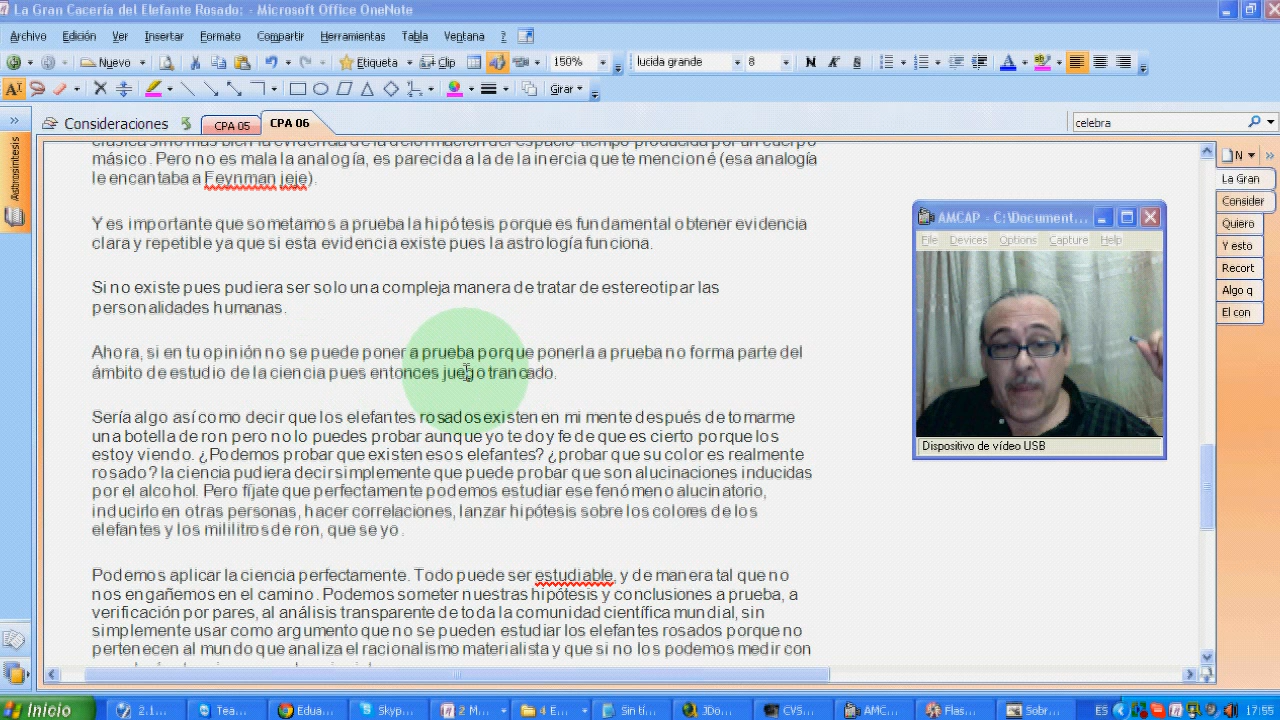 La Gran Cacería del Elefante Rosado: - Microsoft Office OneNote
Archivo Edición Ver Insertar Formato Compartir Herramientas Tabla Ventana ?
Nuevo Etiqueta Clip 150% lucida grande 8 N K S
Girar
Consideraciones CPA 05 CPA 06 celebra
Astrosíntesis
másico. Pero no es mala la analogía, es parecida a la de la inercia que te mencioné (esa analogía
le encantaba a Feynman jeje).
Y es importante que sometamos a prueba la hipótesis porque es fundamental obtener evidencia
clara y repetible ya que si esta evidencia existe pues la astrología funciona.
Si no existe pues pudiera ser solo una compleja manera de tratar de estereotipar las
personalidades humanas.
Ahora, si en tu opinión no se puede poner a prueba porque ponerla a prueba no forma parte del
ámbito de estudio de la ciencia pues entonces juego trancado.
Sería algo así como decir que los elefantes rosados existen en mi mente después de tomarme
una botella de ron pero no lo puedes probar aunque yo te doy fe de que es cierto porque los
estoy viendo. ¿Podemos probar que existen esos elefantes? ¿probar que su color es realmente
rosado? la ciencia pudiera decir simplemente que puede probar que son alucinaciones inducidas
por el alcohol. Pero fíjate que perfectamente podemos estudiar ese fenómeno alucinatorio,
inducirlo en otras personas, hacer correlaciones, lanzar hipótesis sobre los colores de los
elefantes y los mililitros de ron, que se yo.
Podemos aplicar la ciencia perfectamente. Todo puede ser estudiable, y de manera tal que no
nos engañemos en el camino. Podemos someter nuestras hipótesis y conclusiones a prueba, a
verificación por pares, al análisis transparente de toda la comunidad científica mundial, sin
simplemente usar como argumento que no se pueden estudiar los elefantes rosados porque no
pertenecen al mundo que analiza el racionalismo materialista y que si no los podemos medir con
AMCAP - C:\Document...
File Devices Options Capture Help
Dispositivo de vídeo USB
N
La Gran
Consider
Quiero
Y esto
Recort
Algo q
El con
Inicio 2.1... Tea... Edua... Skyp... 2 M... 4 E... Sin tí... JDo... CVS... AMC... Flas... Sobr... ES 17:55